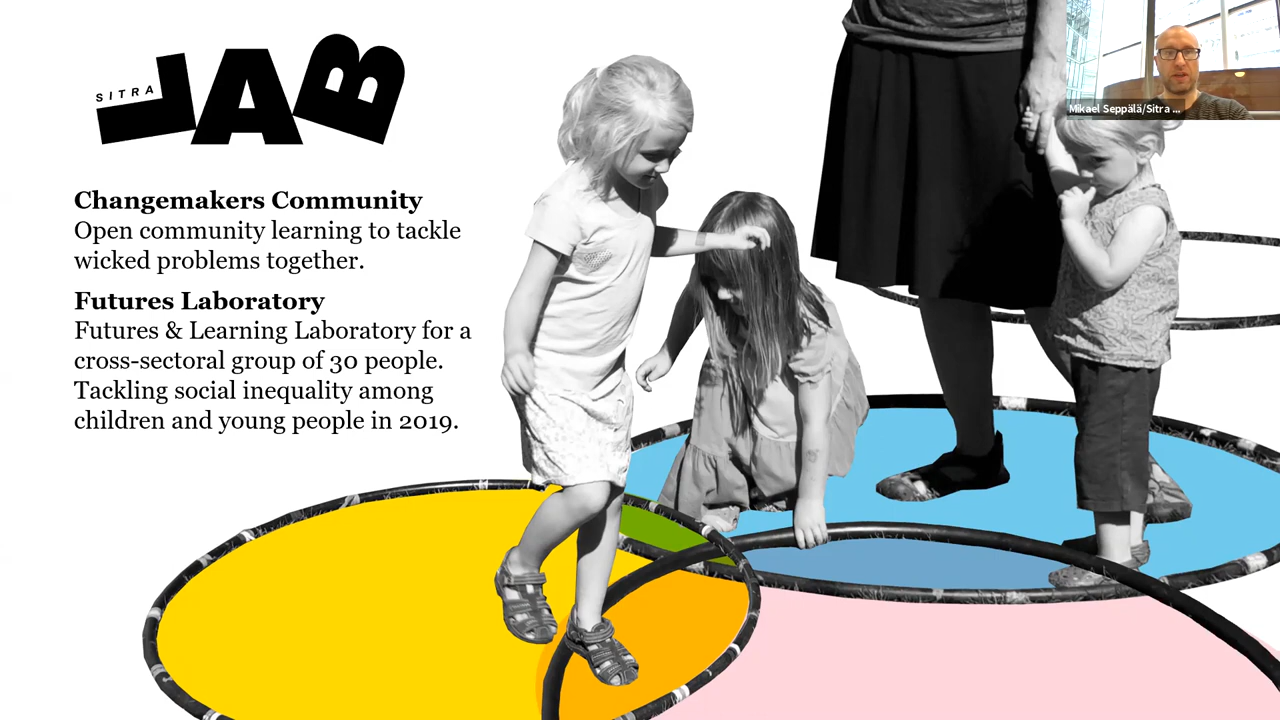 SITRA
LAB
Mikael Seppälä/Sitra ...
Changemakers Community
Open community learning to tackle
wicked problems together.
Futures Laboratory
Futures & Learning Laboratory for a
cross-sectoral group of 30 people.
Tackling social inequality among
children and young people in 2019.